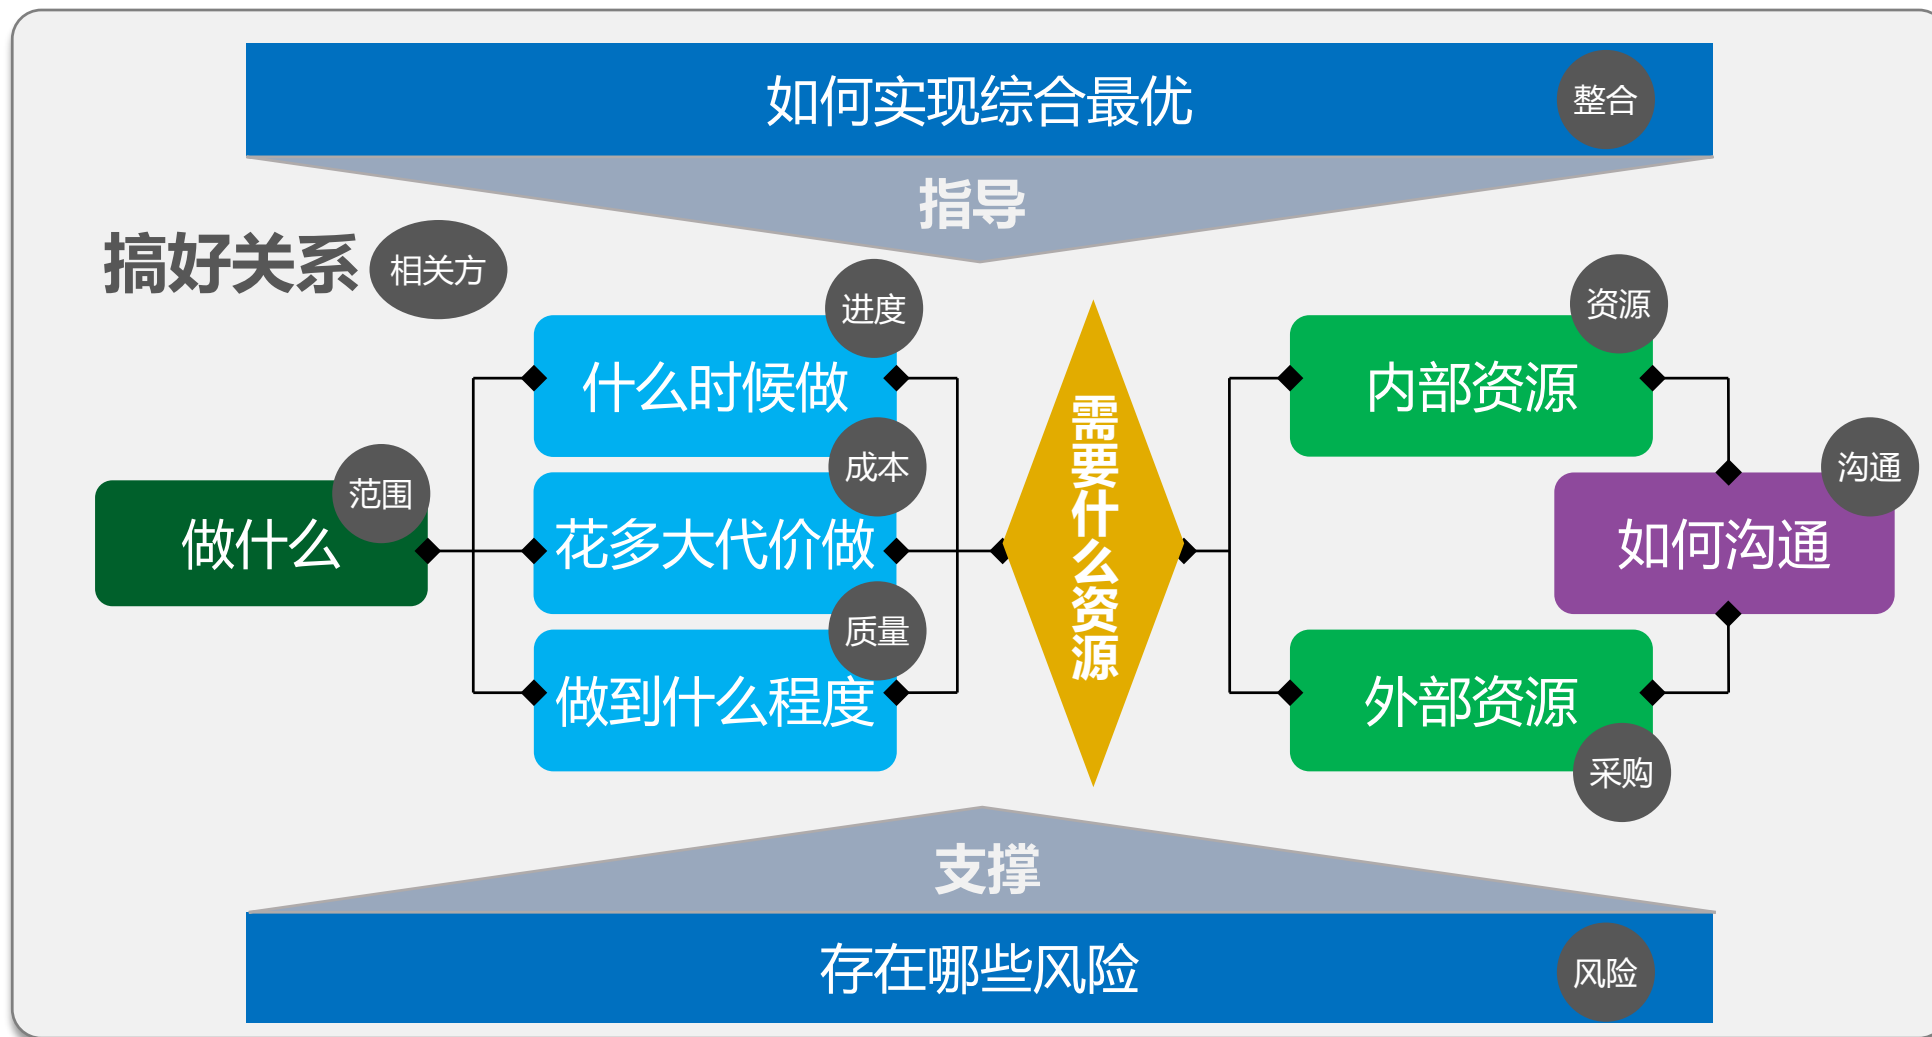 如何实现综合最优
整合
指导
搞好关系
相关方
做什么
范围
什么时候做
进度
花多大代价做
成本
做到什么程度
质量
需要什么资源
内部资源
资源
外部资源
采购
如何沟通
沟通
支撑
存在哪些风险
风险